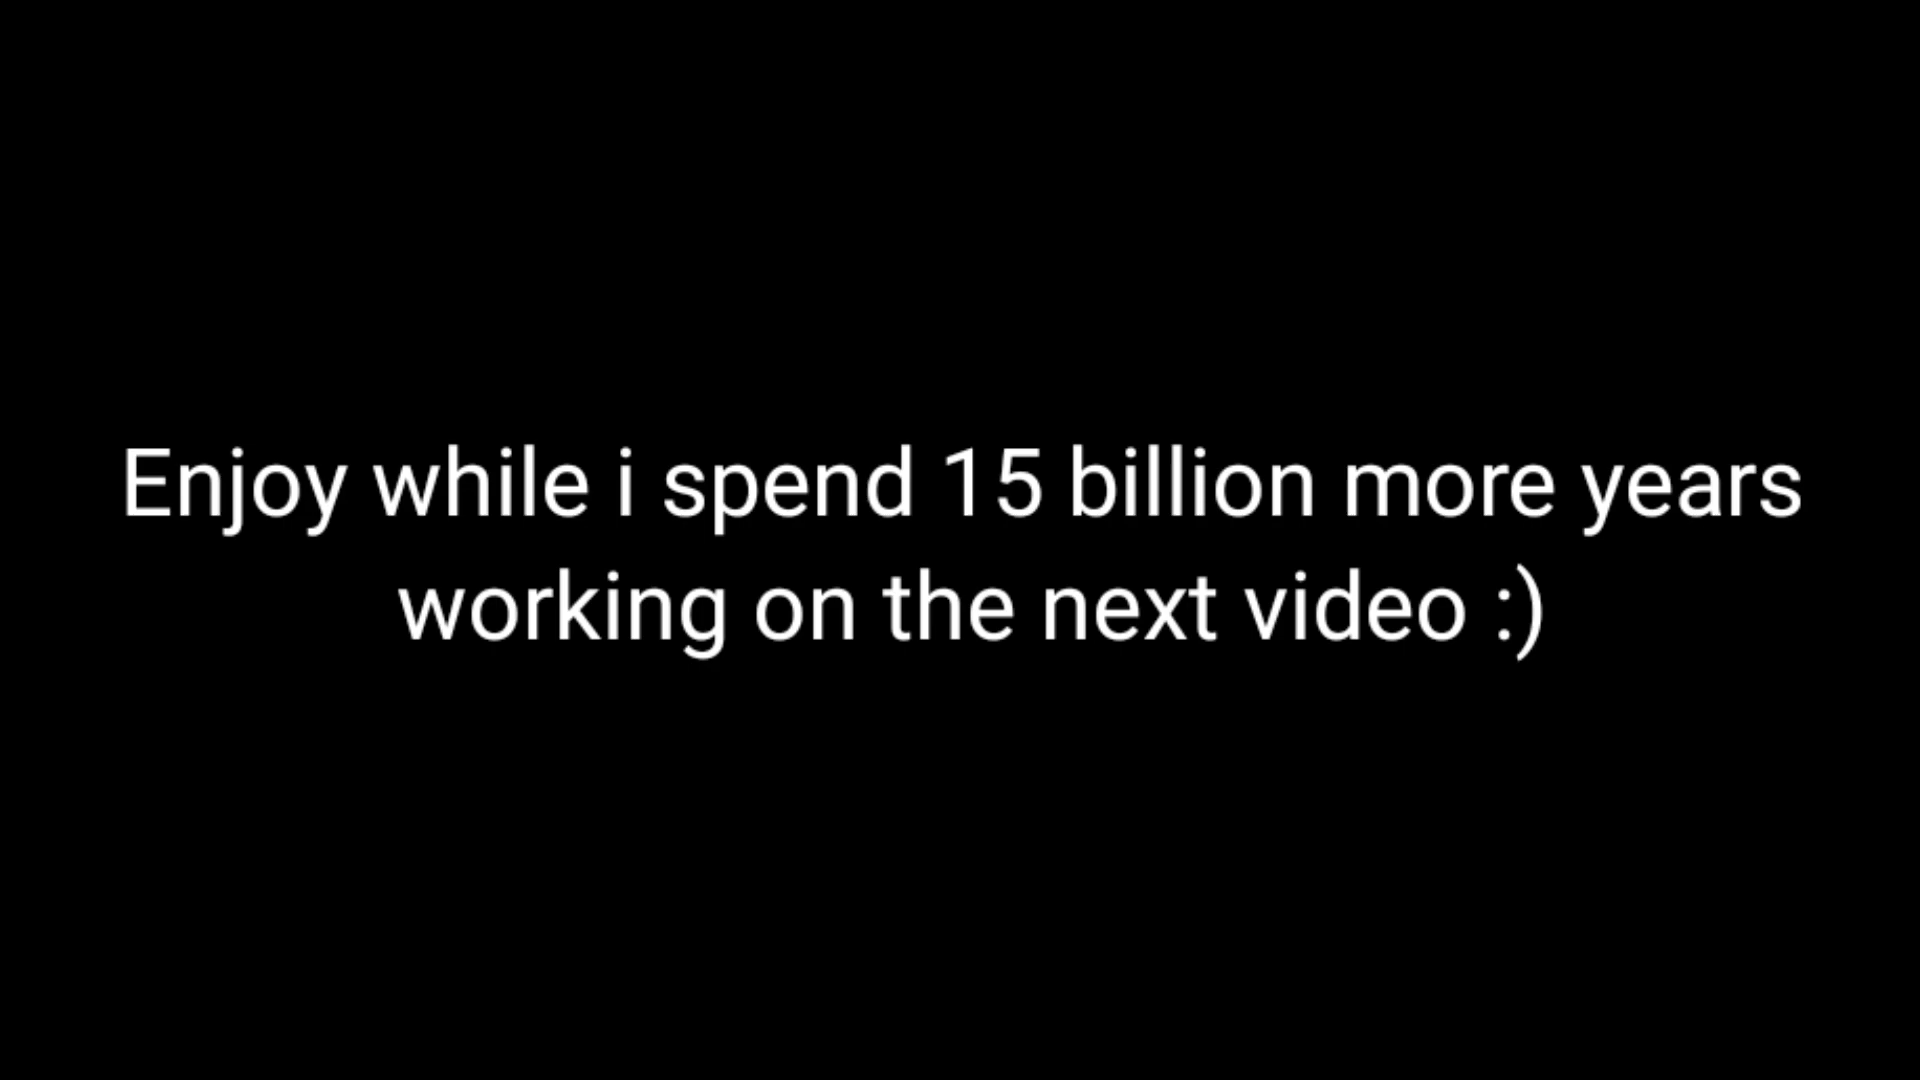 Enjoy while i spend 15 billion more years
working on the next video :)